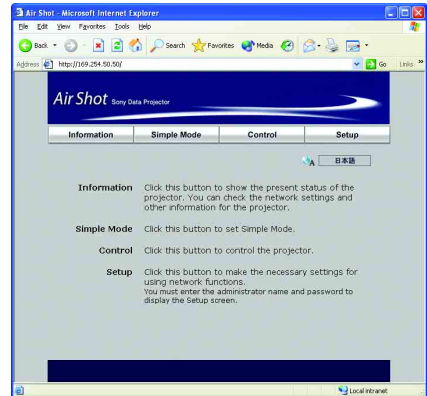 Air Shot - Microsoft Internet Explorer
File Edit View Favorites Tools Help
Back Search Favorites Media
Address http://169.254.50.50/ Go Links »
Air Shot Sony Data Projector
Information Simple Mode Control Setup
A 日本語
Information Click this button to show the present status of the
projector. You can check the network settings and
other information for the projector.
Simple Mode Click this button to set Simple Mode.
Control Click this button to control the projector.
Setup Click this button to make the necessary settings for
using network functions.
You must enter the administrator name and password to
display the Setup screen.
Local intranet